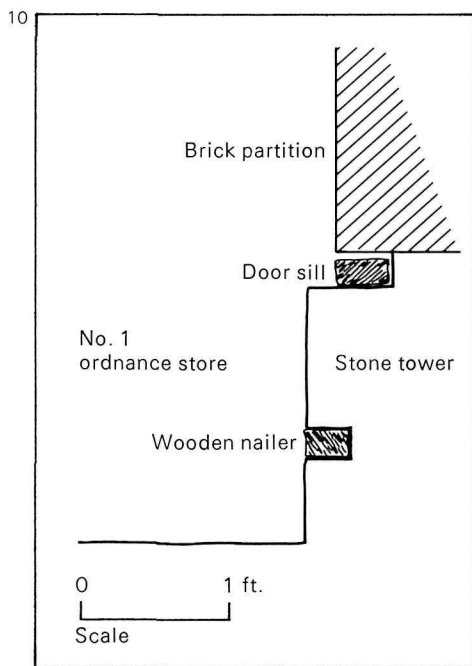 10
Brick partition
Door sill
No. 1
ordnance store
Stone tower
Wooden nailer
0 1 ft.
Scale